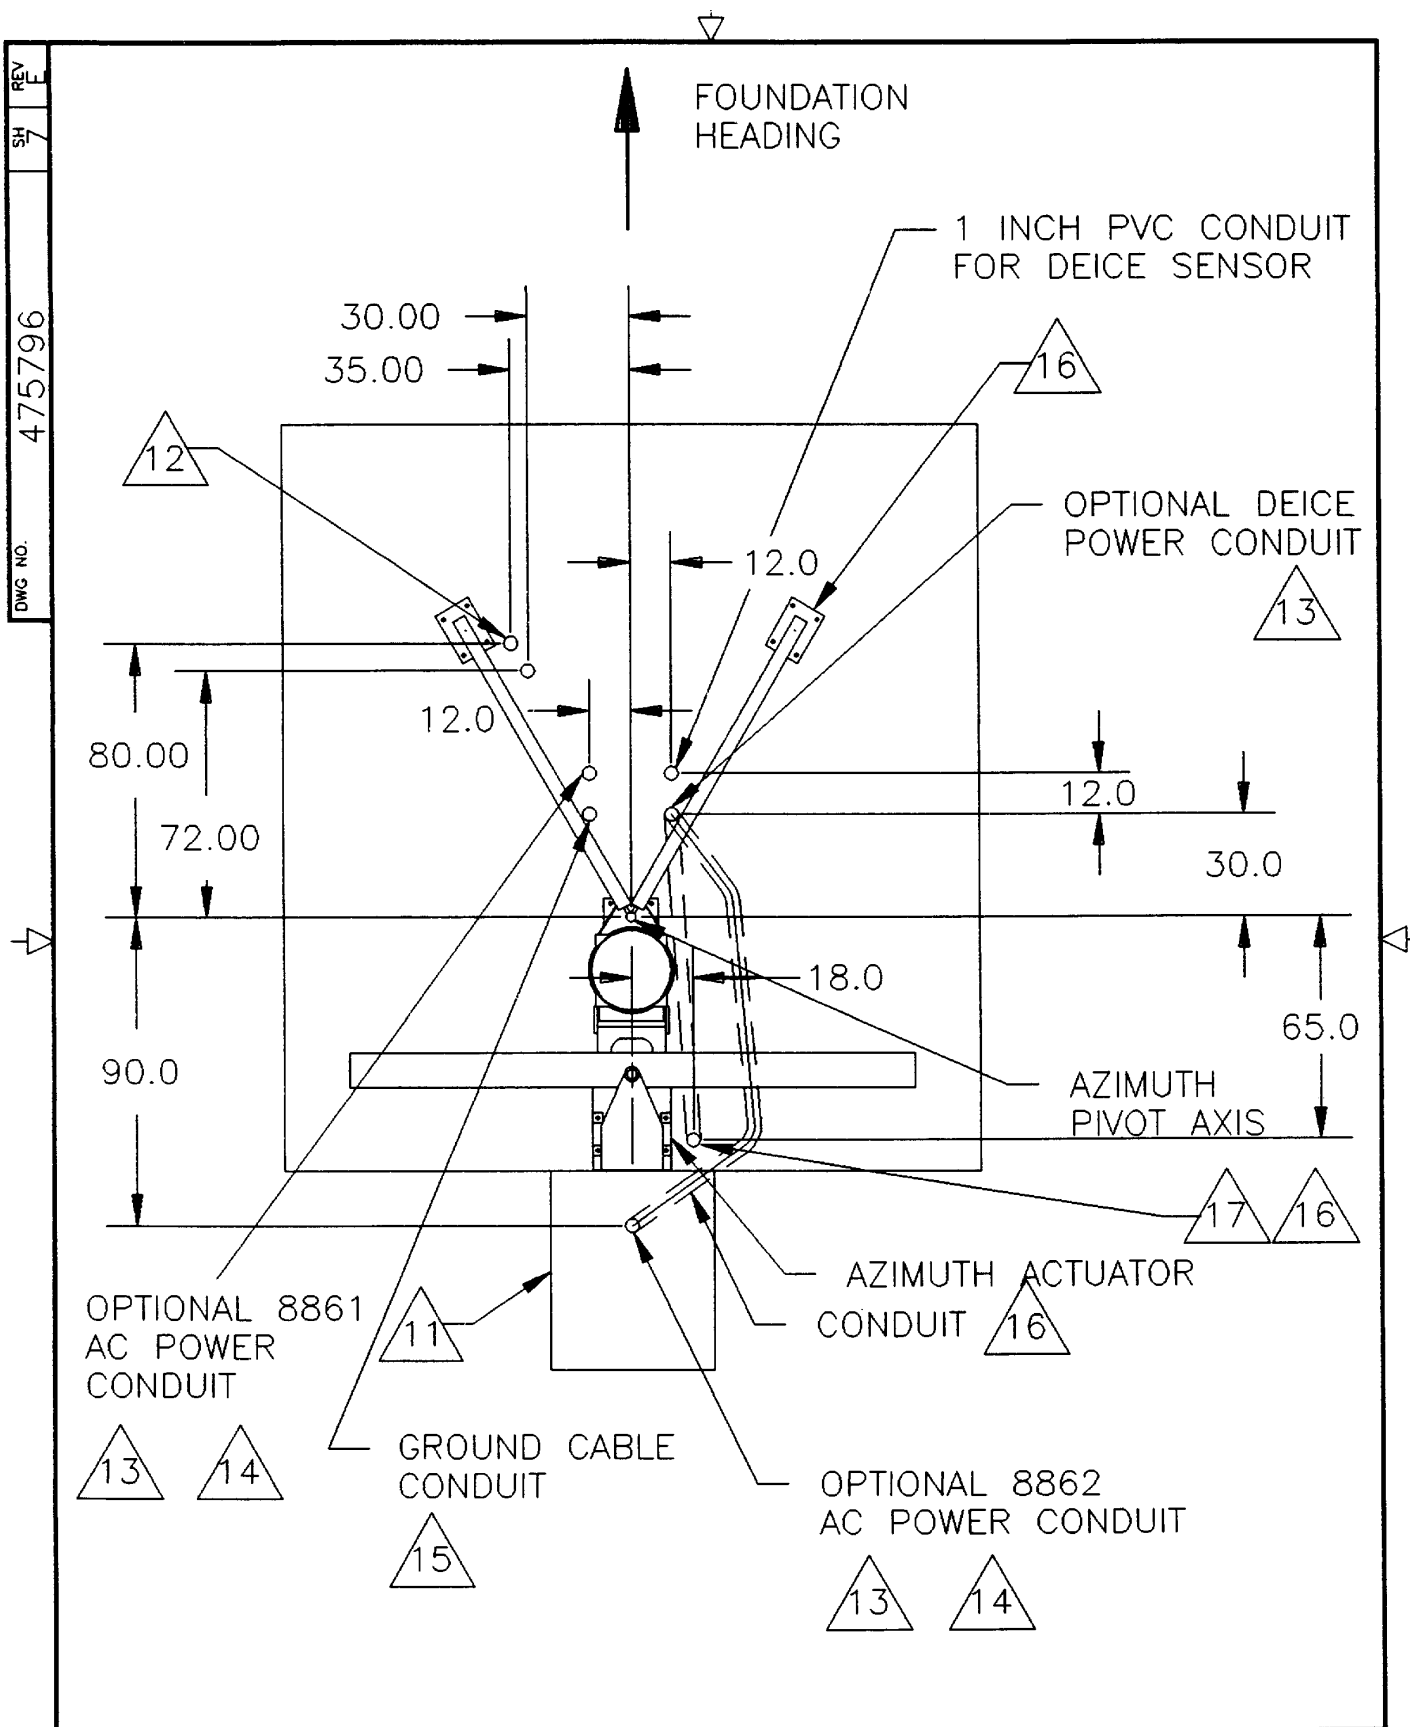 REV
E
SH
7
475796
DWG NO.
FOUNDATION
HEADING
1 INCH PVC CONDUIT
FOR DEICE SENSOR
30.00
35.00
16
12
OPTIONAL DEICE
POWER CONDUIT
12.0
13
12.0
80.00
12.0
72.00
30.0
18.0
65.0
90.0
AZIMUTH
PIVOT AXIS
17
16
AZIMUTH ACTUATOR
CONDUIT
16
OPTIONAL 8861
AC POWER
CONDUIT
11
13
14
GROUND CABLE
CONDUIT
15
OPTIONAL 8862
AC POWER CONDUIT
13
14